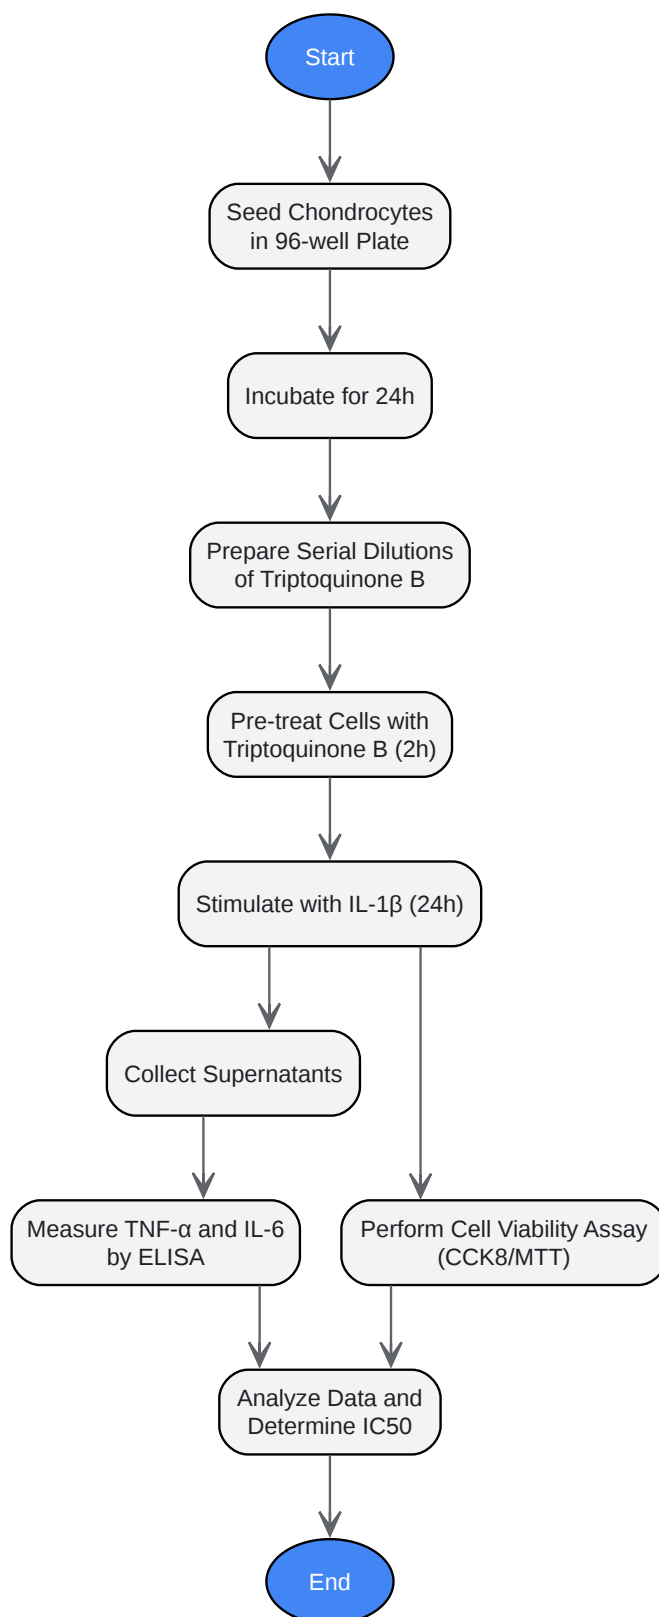 Start
Seed Chondrocytes
in 96-well Plate
Incubate for 24h
Prepare Serial Dilutions
of Triptoquinone B
Pre-treat Cells with
Triptoquinone B (2h)
Stimulate with IL-1β (24h)
Collect Supernatants
Measure TNF-α and IL-6
by ELISA
Perform Cell Viability Assay
(CCK8/MTT)
Analyze Data and
Determine IC50
End